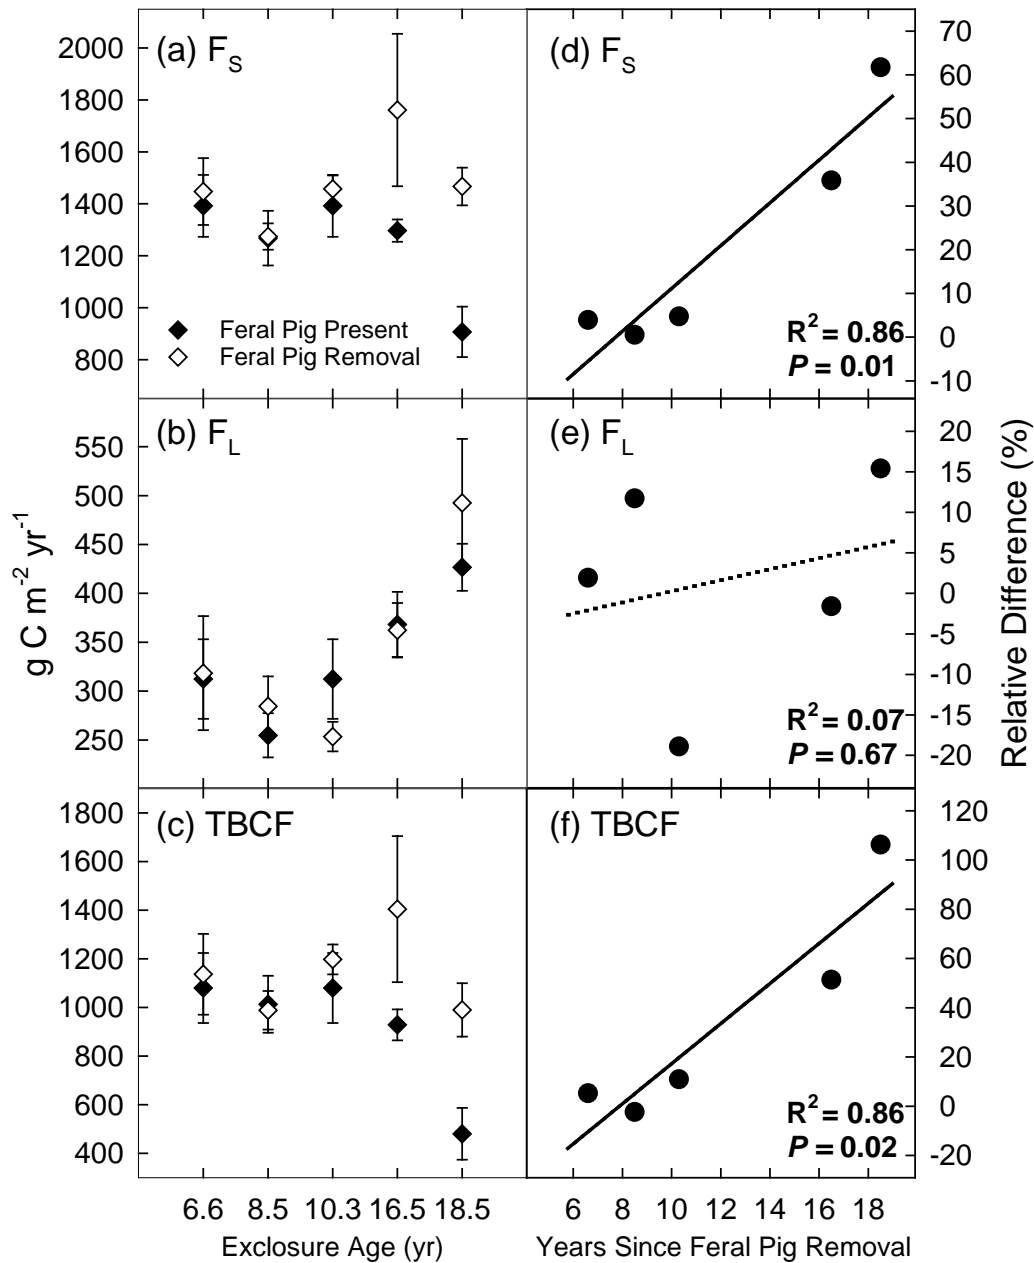 (a) F_S
2000
1800
1600
1400
1200
1000
800
Feral Pig Present
Feral Pig Removal
(d) F_S
70
60
50
40
30
20
10
0
-10
R² = 0.86
P = 0.01
(b) F_L
550
500
450
400
350
300
250
g C m⁻² yr⁻¹
(e) F_L
20
15
10
5
0
-5
-10
-15
-20
R² = 0.07
P = 0.67
Relative Difference (%)
(c) TBCF
1800
1600
1400
1200
1000
800
600
400
6.6 8.5 10.3 16.5 18.5
Exclosure Age (yr)
(f) TBCF
120
100
80
60
40
20
0
-20
R² = 0.86
P = 0.02
6 8 10 12 14 16 18
Years Since Feral Pig Removal